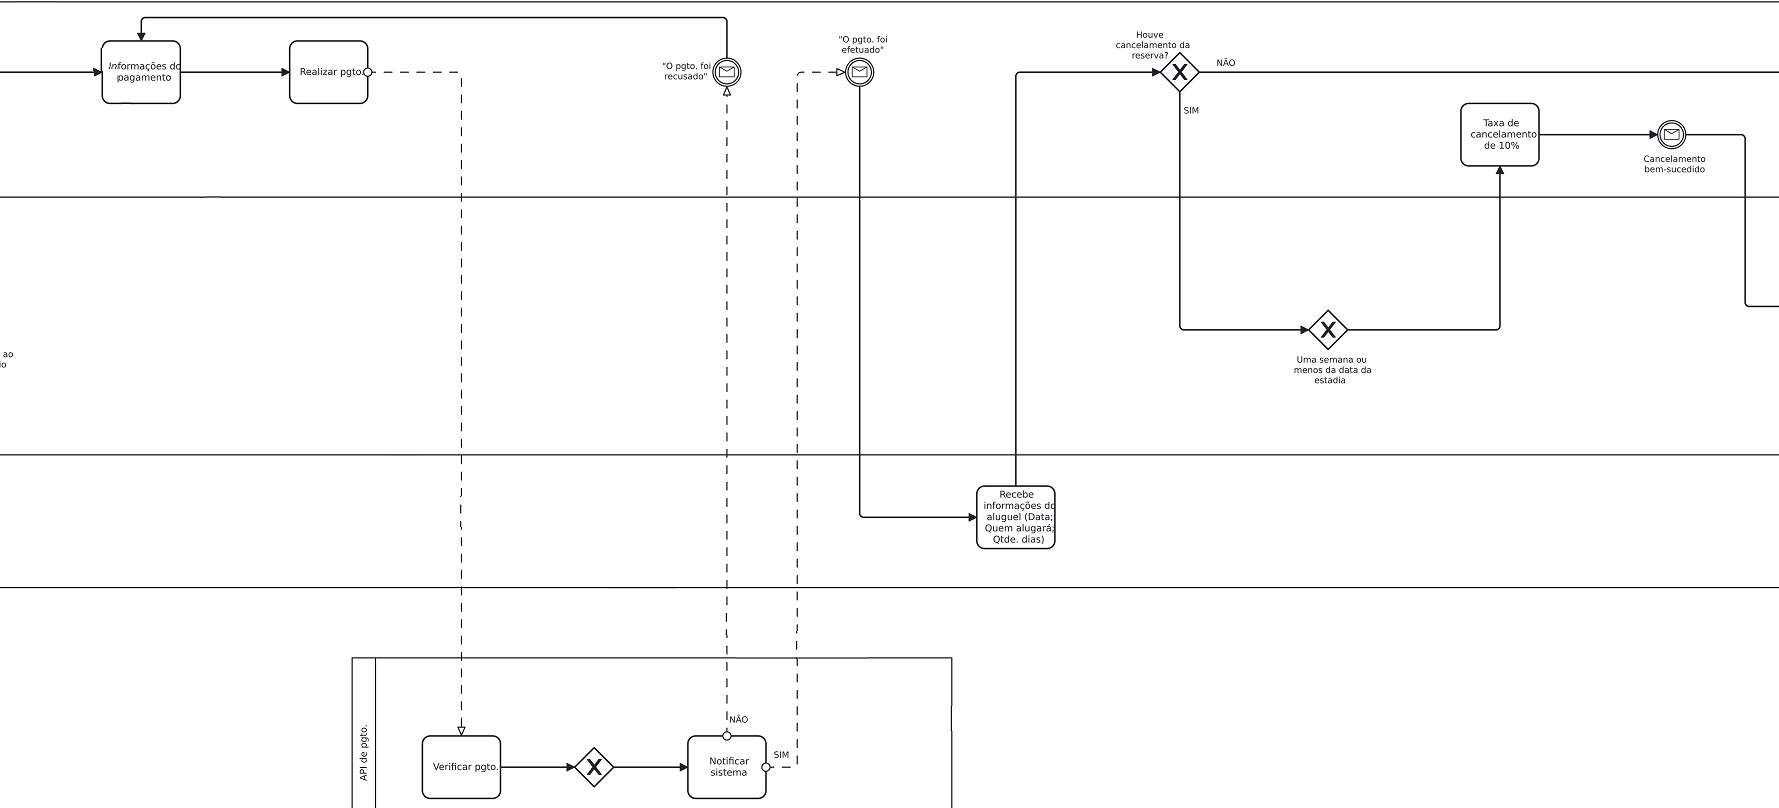 Informações do
pagamento
Realizar pgto.
"O pgto. foi
recusado"
"O pgto. foi
efetuado"
Houve
cancelamento da
reserva?
NÃO
SIM
Taxa de
cancelamento
de 10%
Cancelamento
bem-sucedido
ao
io
Uma semana ou
menos da data da
estadia
Recebe
informações do
aluguel (Data;
Quem alugará;
Qtde. dias)
API de pgto.
Verificar pgto.
NÃO
Notificar
sistema
SIM